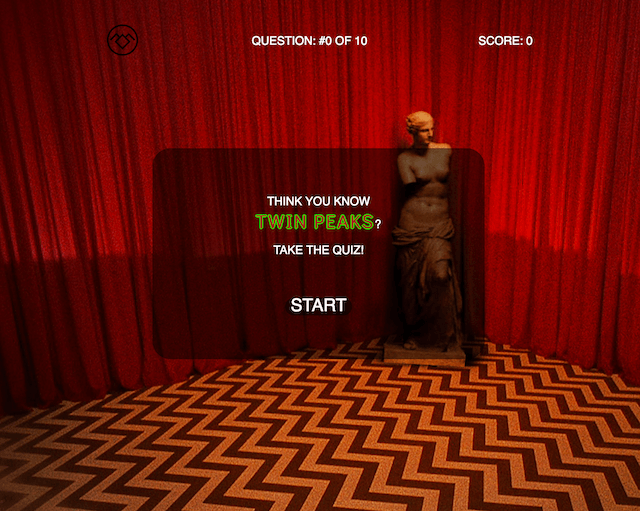 QUESTION: #0 OF 10
SCORE: 0
THINK YOU KNOW
TWIN PEAKS?
TAKE THE QUIZ!
START